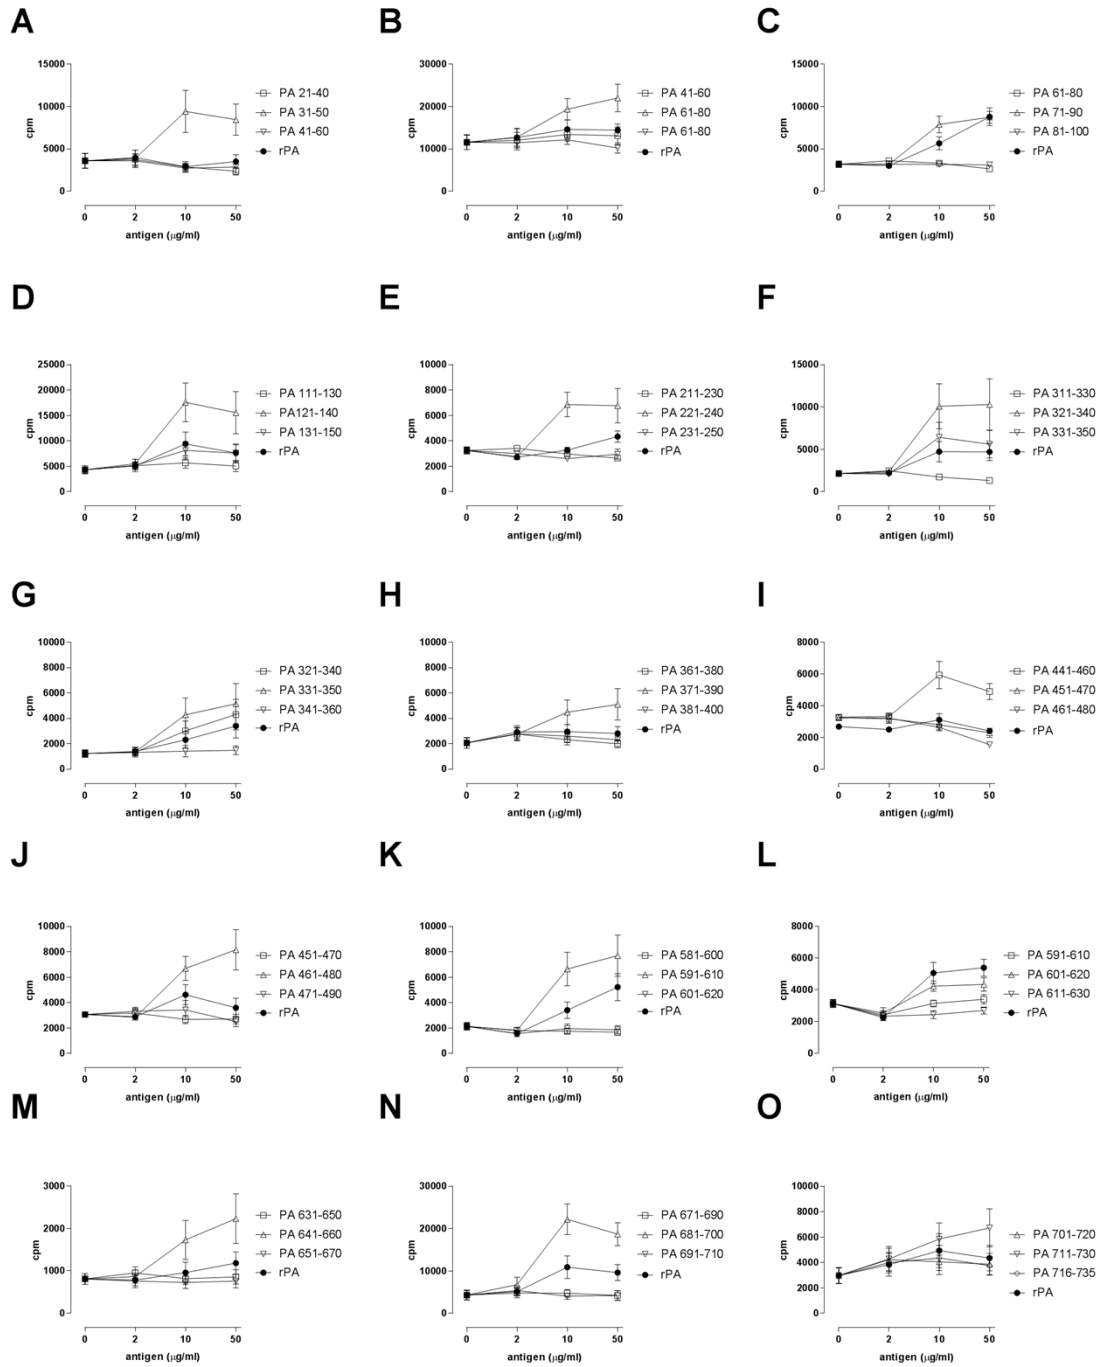 A
15000
10000
5000
0
cpm
0 2 10 50
antigen (µg/ml)
PA 21-40
PA 31-50
PA 41-60
rPA
B
30000
20000
10000
0
cpm
0 2 10 50
antigen (µg/ml)
PA 41-60
PA 61-80
PA 61-80
rPA
C
15000
10000
5000
0
cpm
0 2 10 50
antigen (µg/ml)
PA 61-80
PA 71-90
PA 81-100
rPA
D
25000
20000
15000
10000
5000
0
cpm
0 2 10 50
antigen (µg/ml)
PA 111-130
PA121-140
PA 131-150
rPA
E
10000
8000
6000
4000
2000
0
cpm
0 2 10 50
antigen (µg/ml)
PA 211-230
PA 221-240
PA 231-250
rPA
F
15000
10000
5000
0
cpm
0 2 10 50
antigen (µg/ml)
PA 311-330
PA 321-340
PA 331-350
rPA
G
10000
8000
6000
4000
2000
0
cpm
0 2 10 50
antigen (µg/ml)
PA 321-340
PA 331-350
PA 341-360
rPA
H
10000
8000
6000
4000
2000
0
cpm
0 2 10 50
antigen (µg/ml)
PA 361-380
PA 371-390
PA 381-400
rPA
I
8000
6000
4000
2000
0
cpm
0 2 10 50
antigen (µg/ml)
PA 441-460
PA 451-470
PA 461-480
rPA
J
10000
8000
6000
4000
2000
0
cpm
0 2 10 50
antigen (µg/ml)
PA 451-470
PA 461-480
PA 471-490
rPA
K
10000
8000
6000
4000
2000
0
cpm
0 2 10 50
antigen (µg/ml)
PA 581-600
PA 591-610
PA 601-620
rPA
L
8000
6000
4000
2000
0
cpm
0 2 10 50
antigen (µg/ml)
PA 591-610
PA 601-620
PA 611-630
rPA
M
3000
2000
1000
0
cpm
0 2 10 50
antigen (µg/ml)
PA 631-650
PA 641-660
PA 651-670
rPA
N
30000
20000
10000
0
cpm
0 2 10 50
antigen (µg/ml)
PA 671-690
PA 681-700
PA 691-710
rPA
O
10000
8000
6000
4000
2000
0
cpm
0 2 10 50
antigen (µg/ml)
PA 701-720
PA 711-730
PA 716-735
rPA